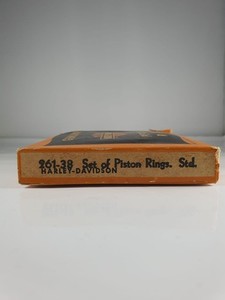 261-38 Set of Piston Rings. Std.
HARLEY-DAVIDSON